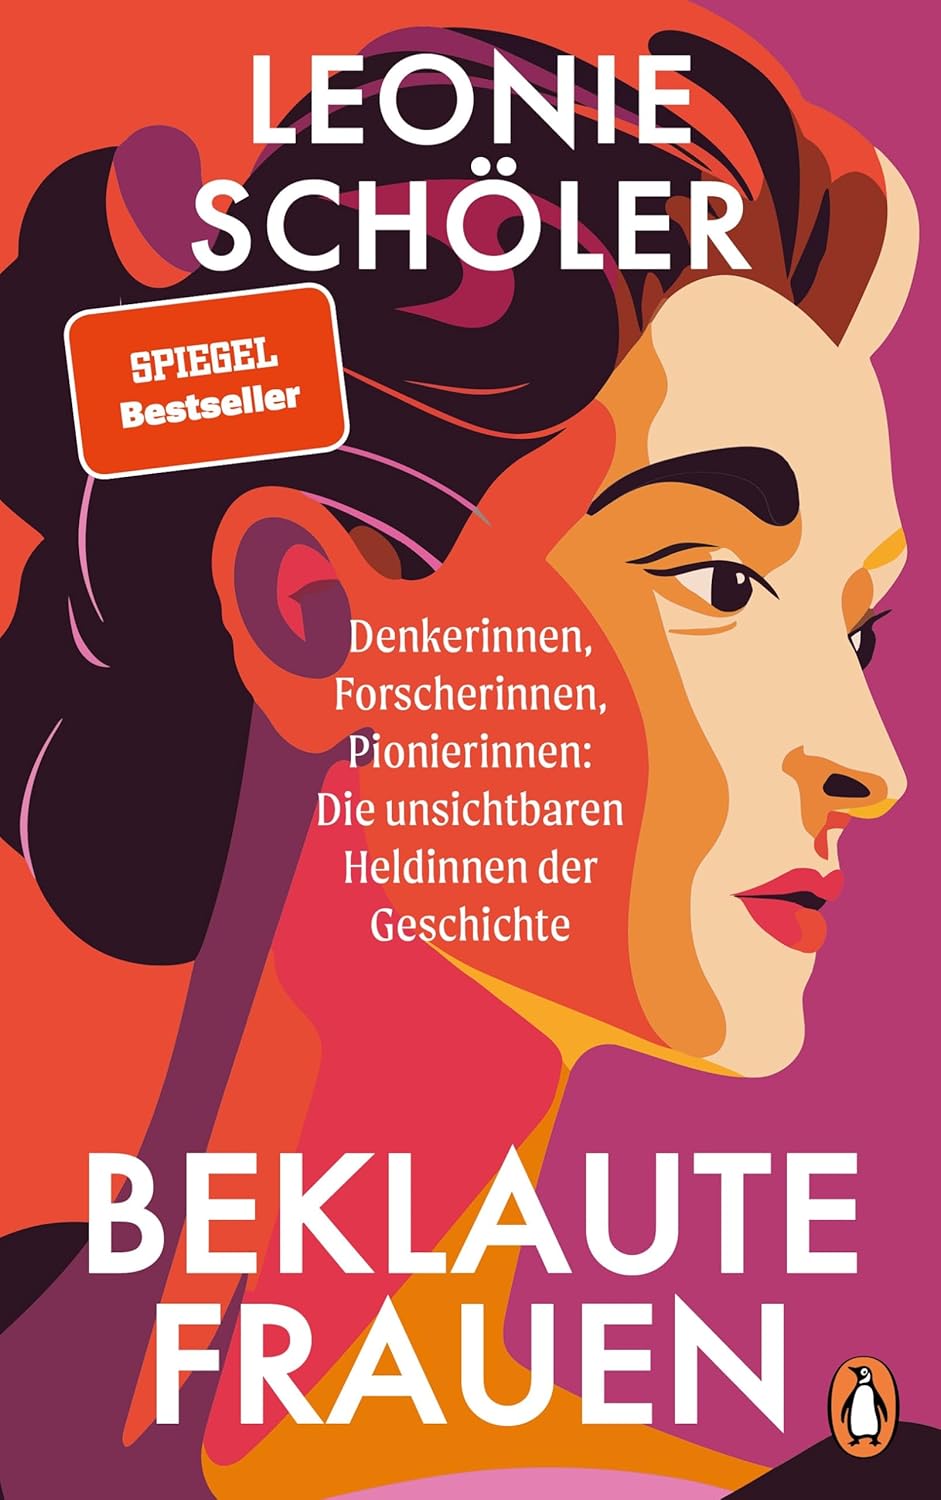 LEONIE
SCHÖLER
SPIEGEL
Bestseller
Denkerinnen,
Forscherinnen,
Pionierinnen:
Die unsichtbaren
Heldinnen der
Geschichte
BEKLAUTE
FRAUEN